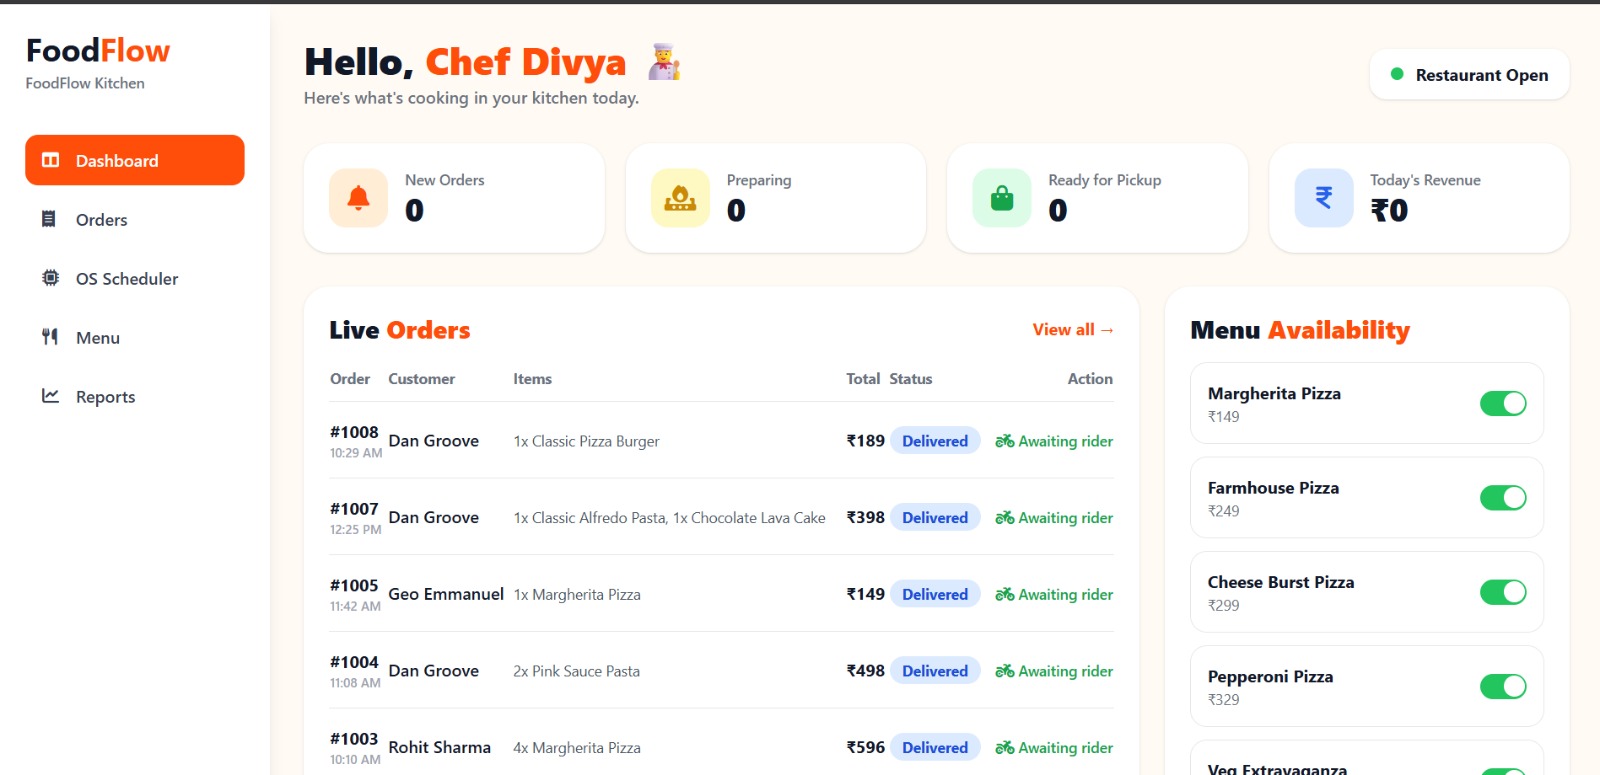 FoodFlow
FoodFlow Kitchen
Dashboard
Orders
OS Scheduler
Menu
Reports
Hello, Chef Divya
Here's what's cooking in your kitchen today.
Restaurant Open
New Orders
0
Preparing
0
Ready for Pickup
0
Today's Revenue
₹0
Live Orders
View all →
Order Customer Items Total Status Action
#1008 Dan Groove 1x Classic Pizza Burger ₹189 Delivered Awaiting rider
10:29 AM
#1007 Dan Groove 1x Classic Alfredo Pasta, 1x Chocolate Lava Cake ₹398 Delivered Awaiting rider
12:25 PM
#1005 Geo Emmanuel 1x Margherita Pizza ₹149 Delivered Awaiting rider
11:42 AM
#1004 Dan Groove 2x Pink Sauce Pasta ₹498 Delivered Awaiting rider
11:08 AM
#1003 Rohit Sharma 4x Margherita Pizza ₹596 Delivered Awaiting rider
10:10 AM
Menu Availability
Margherita Pizza
₹149
Farmhouse Pizza
₹249
Cheese Burst Pizza
₹299
Pepperoni Pizza
₹329
Veg Extravaganza